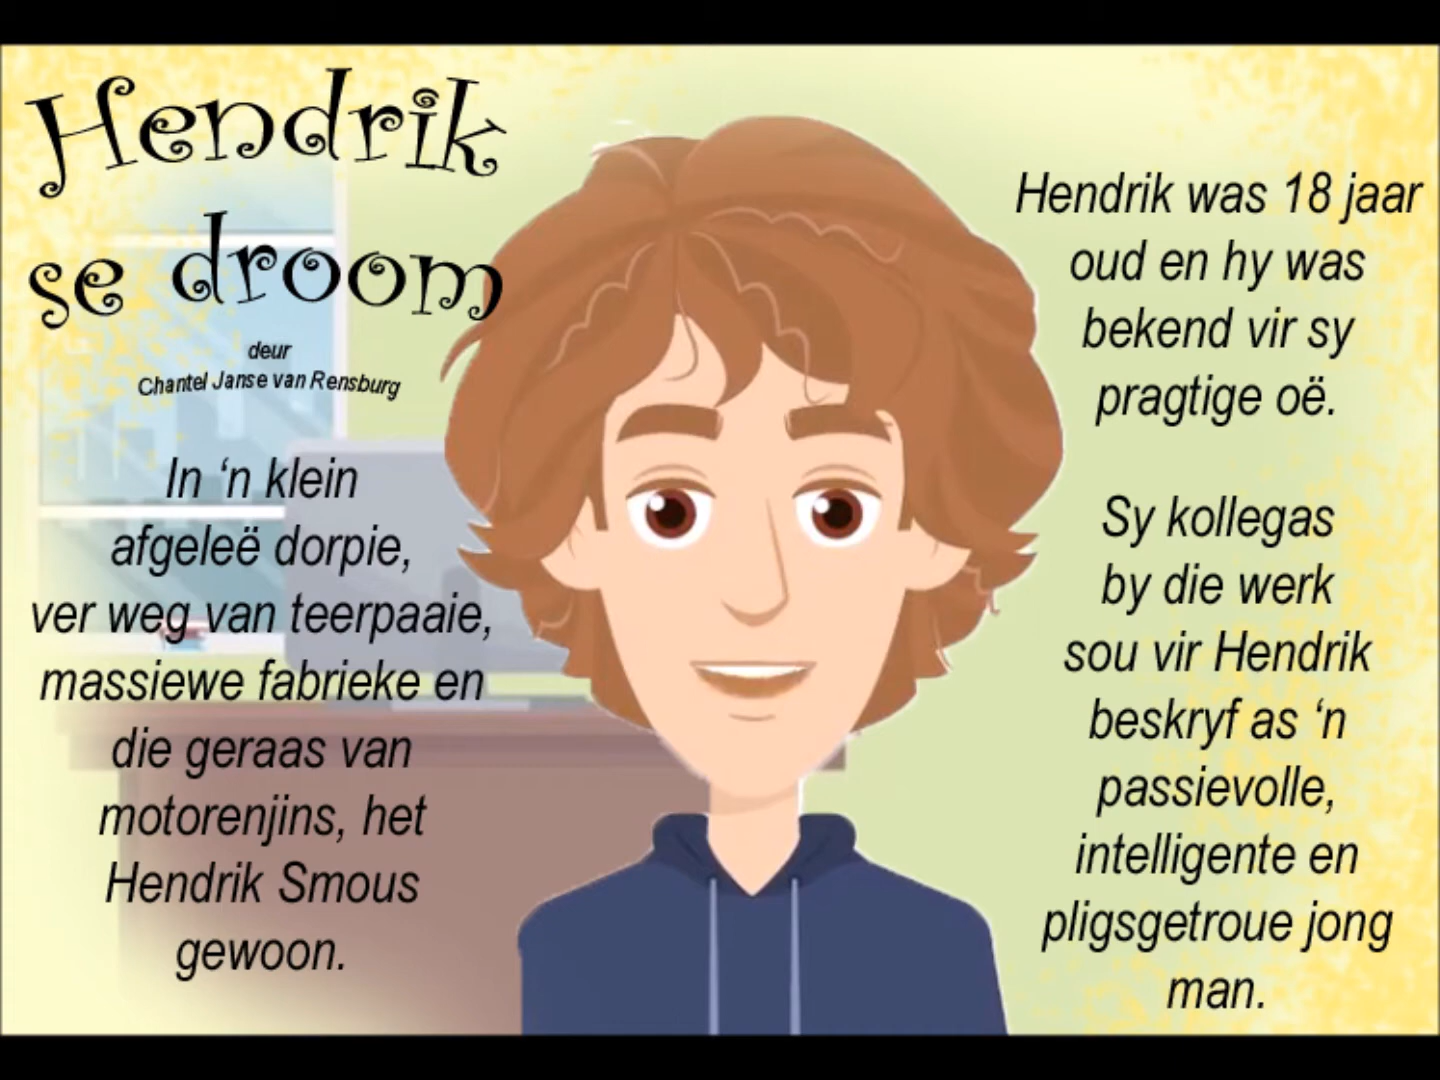 Hendrik
se droom
deur
Chantel Janse van Rensburg
In ‘n klein
afgeleë dorpie,
ver weg van teerpaaie,
massiewe fabrieke en
die geraas van
motorenjins, het
Hendrik Smous
gewoon.
Hendrik was 18 jaar
oud en hy was
bekend vir sy
pragtige oë.
Sy kollegas
by die werk
sou vir Hendrik
beskryf as ‘n
passievolle,
intelligente en
pligsgetroue jong
man.